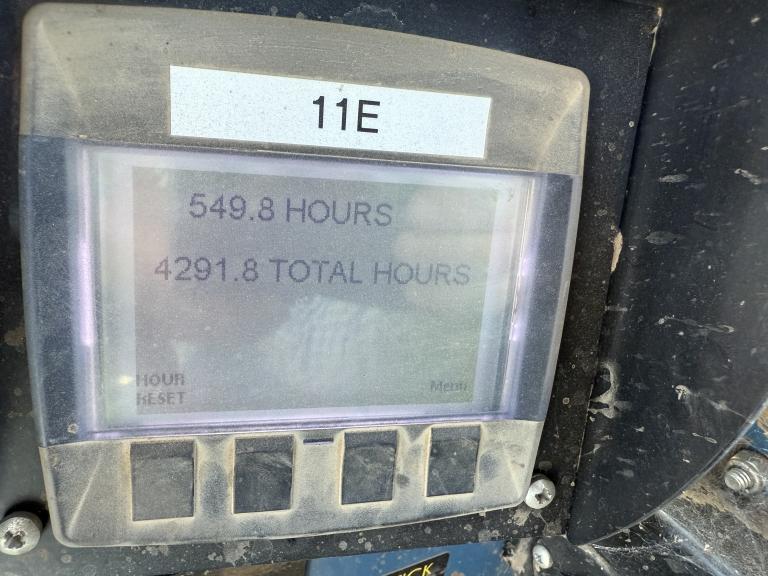 11E
549.8 HOURS
4291.8 TOTAL HOURS
HOUR
RESET
Menu